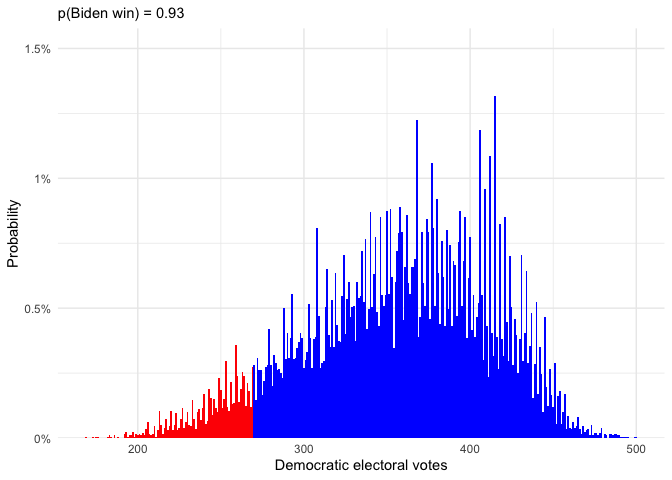 p(Biden win) = 0.93
1.5%
1%
0.5%
0%
Probability
200
300
400
500
Democratic electoral votes